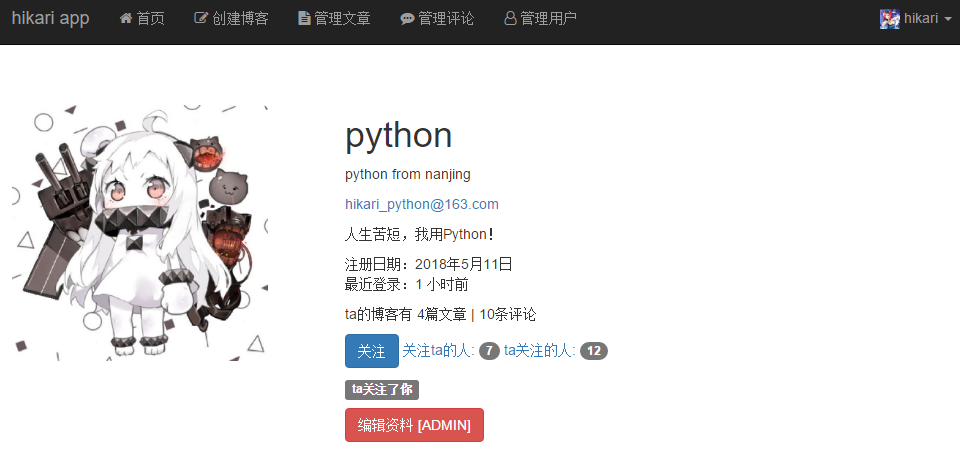 hikari app 首页 创建博客 管理文章 管理评论 管理用户 hikari
python
python from nanjing
hikari_python@163.com
人生苦短，我用Python！
注册日期：2018年5月11日
最近登录：1 小时前
ta的博客有 4篇文章 | 10条评论
关注 关注ta的人: 7 ta关注的人: 12
ta关注了你
编辑资料 [ADMIN]